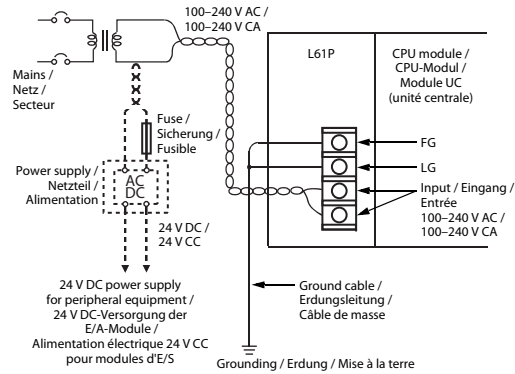 100–240 V AC /
100–240 V CA
Mains /
Netz /
Secteur
L61P
CPU module /
CPU-Modul /
Module UC
(unité centrale)
Fuse /
Sicherung /
Fusible
FG
LG
Power supply /
Netzteil /
Alimentation
AC
DC
Input / Eingang /
Entrée
100–240 V AC /
100–240 V CA
24 V DC /
24 V CC
24 V DC power supply
for peripheral equipment /
24 V DC-Versorgung der
E/A-Module /
Alimentation électrique 24 V CC
pour modules d'E/S
Ground cable /
Erdungsleitung /
Câble de masse
Grounding / Erdung / Mise à la terre